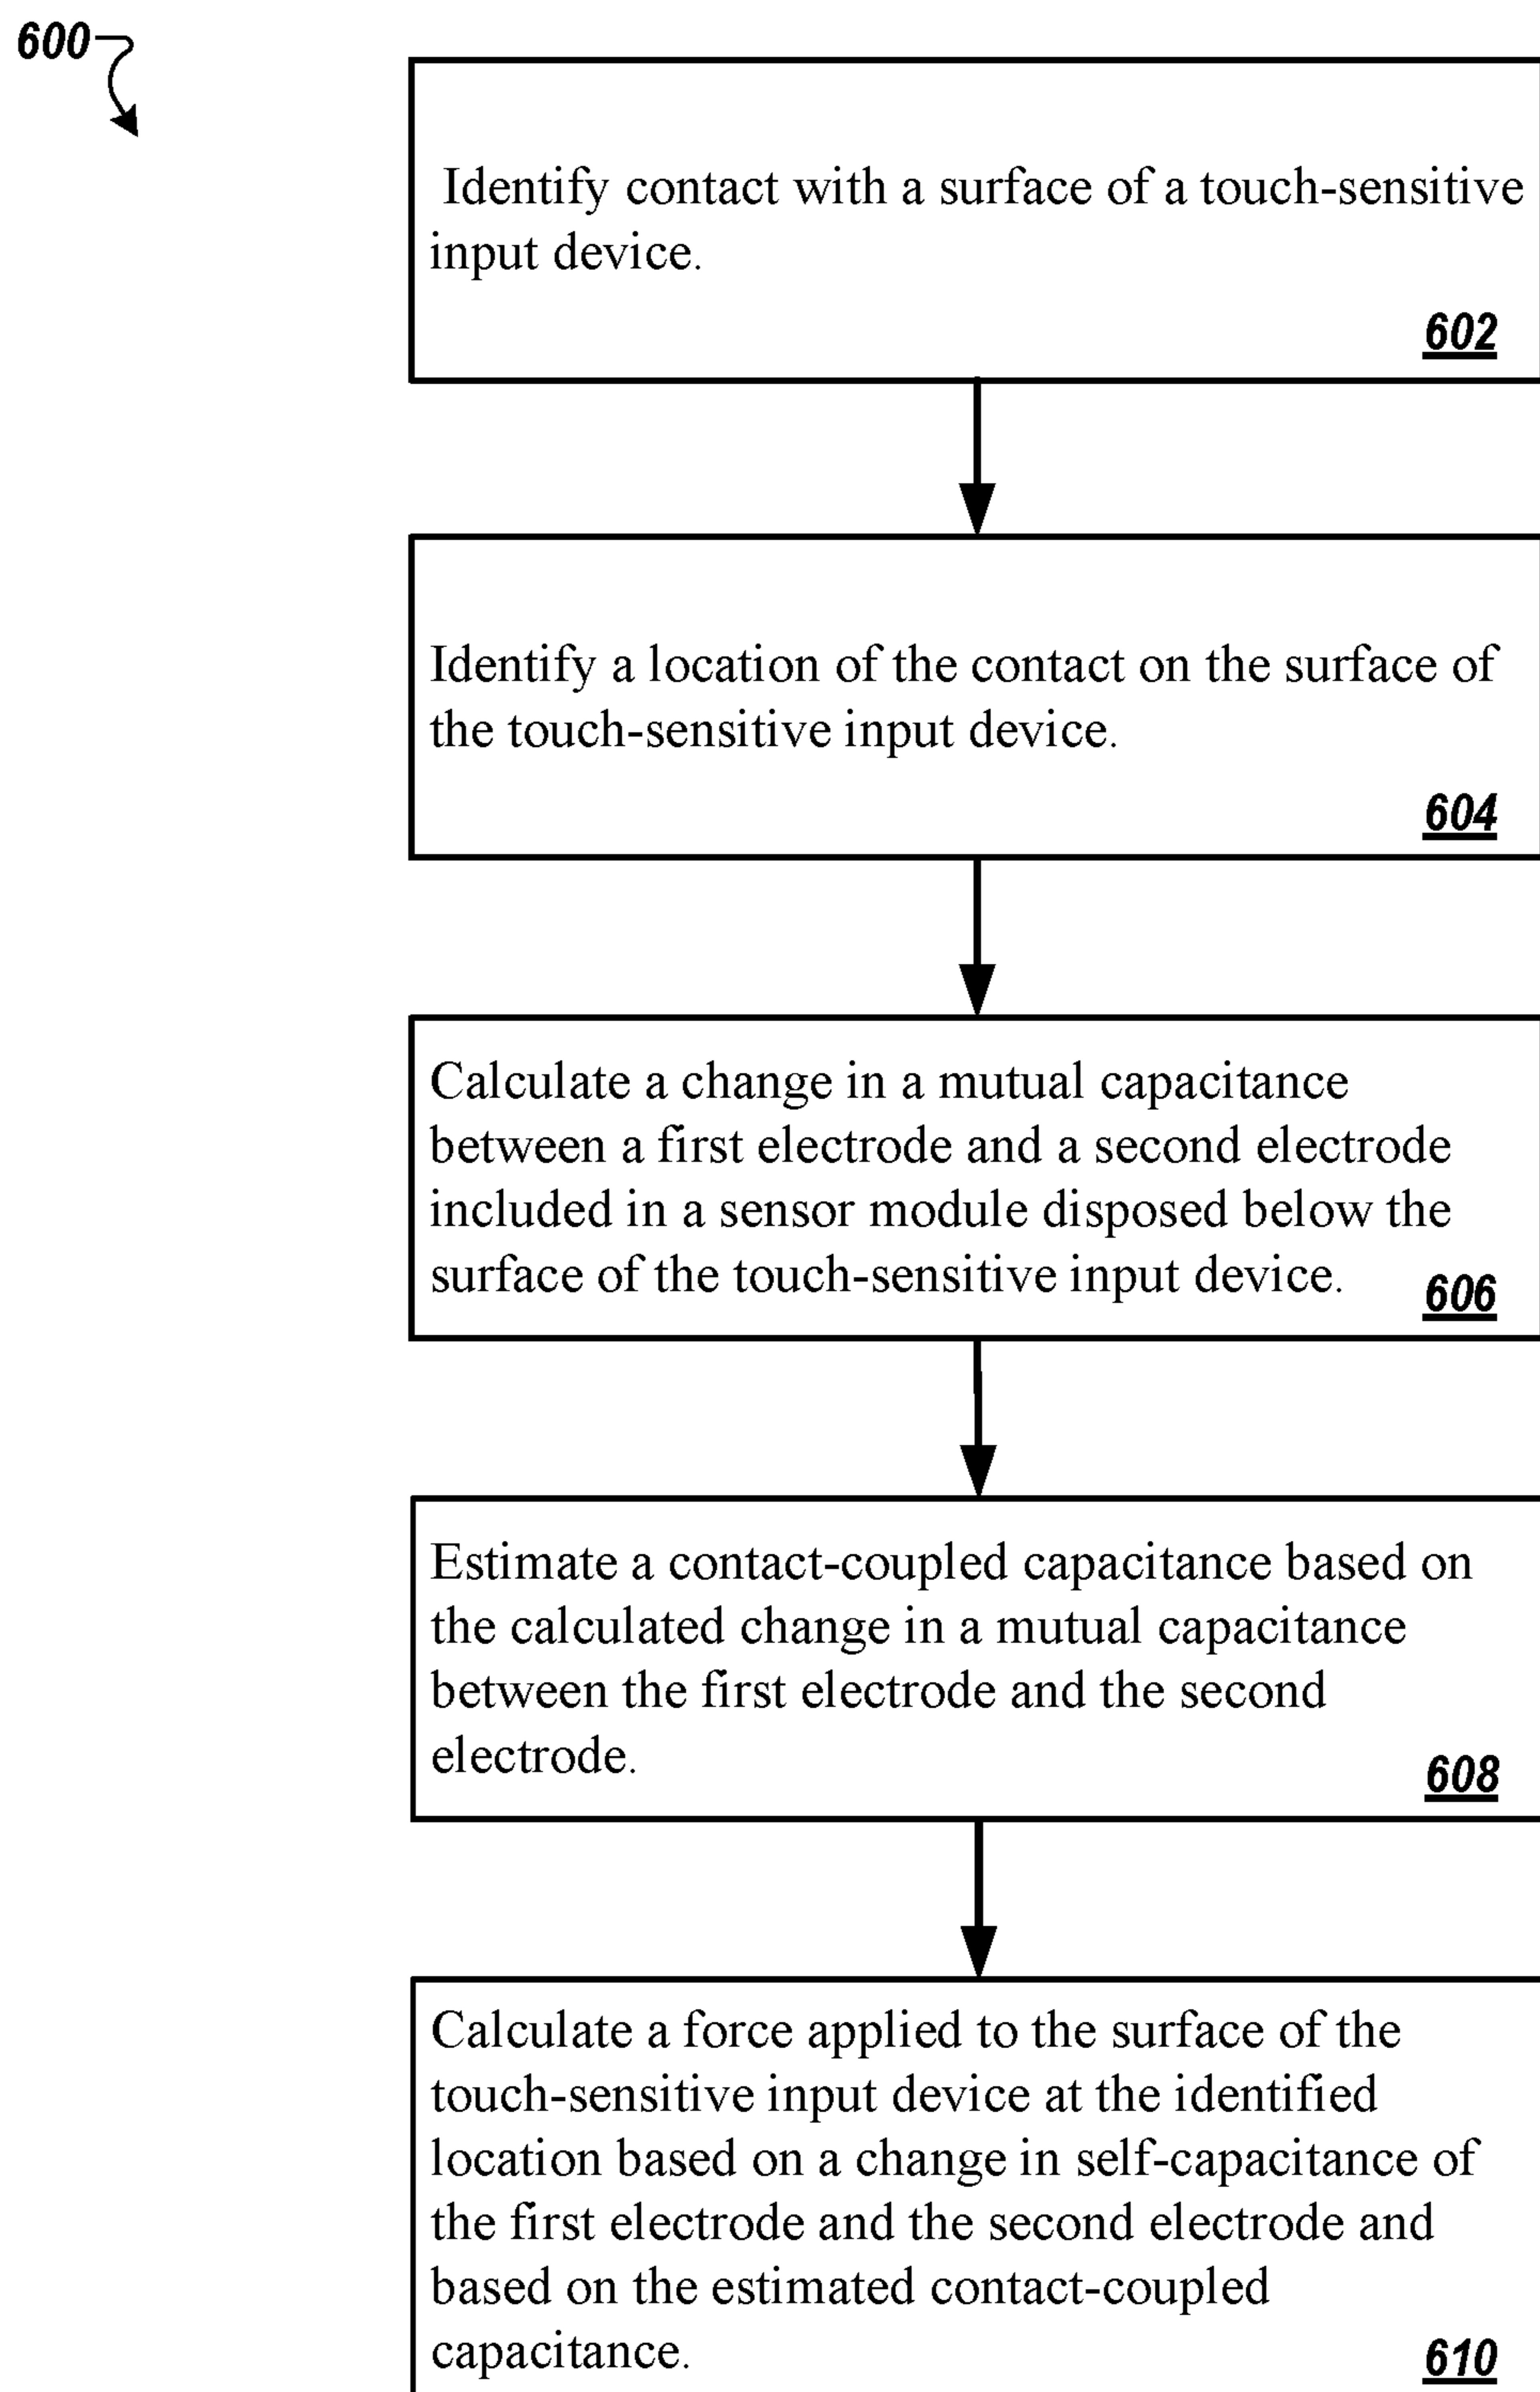 600
Identify contact with a surface of a touch-sensitive
input device.
602
Identify a location of the contact on the surface of
the touch-sensitive input device.
604
Calculate a change in a mutual capacitance
between a first electrode and a second electrode
included in a sensor module disposed below the
surface of the touch-sensitive input device.
606
Estimate a contact-coupled capacitance based on
the calculated change in a mutual capacitance
between the first electrode and the second
electrode.
608
Calculate a force applied to the surface of the
touch-sensitive input device at the identified
location based on a change in self-capacitance of
the first electrode and the second electrode and
based on the estimated contact-coupled
capacitance.
610